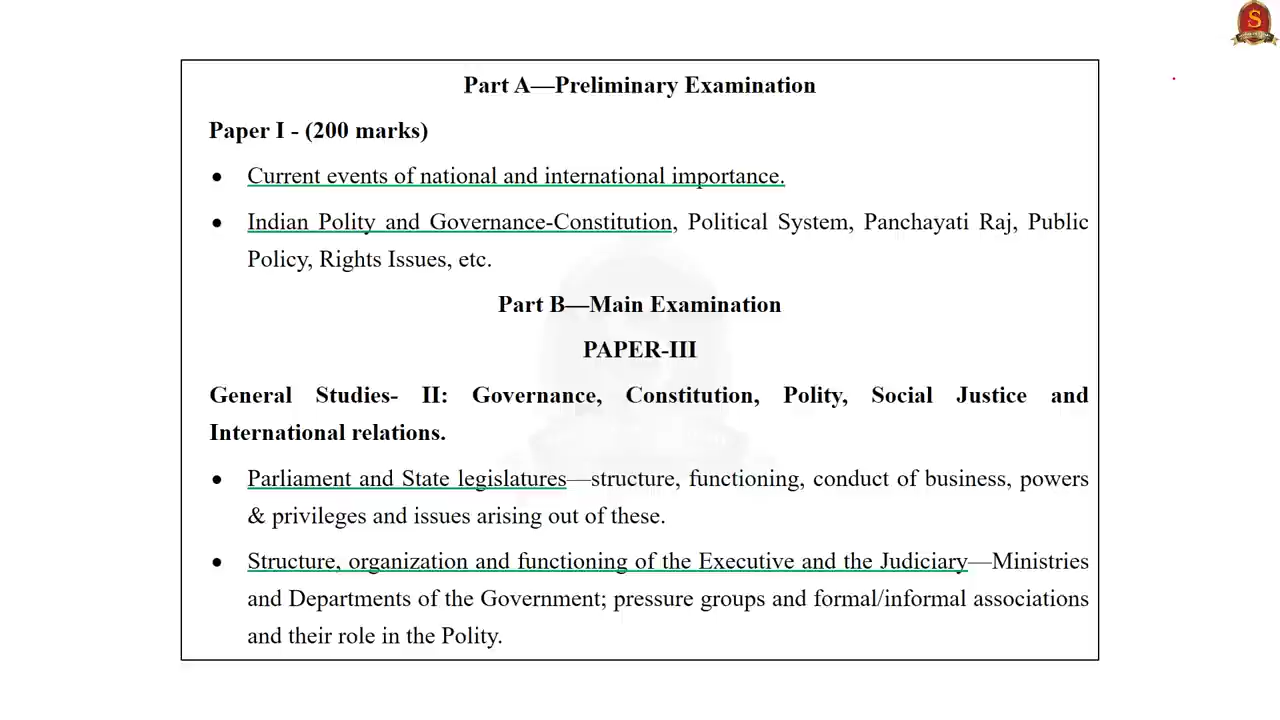 Part A—Preliminary Examination
Paper I - (200 marks)
• Current events of national and international importance.
• Indian Polity and Governance-Constitution, Political System, Panchayati Raj, Public
Policy, Rights Issues, etc.
Part B—Main Examination
PAPER-III
General Studies- II: Governance, Constitution, Polity, Social Justice and
International relations.
• Parliament and State legislatures—structure, functioning, conduct of business, powers
& privileges and issues arising out of these.
• Structure, organization and functioning of the Executive and the Judiciary—Ministries
and Departments of the Government; pressure groups and formal/informal associations
and their role in the Polity.
S